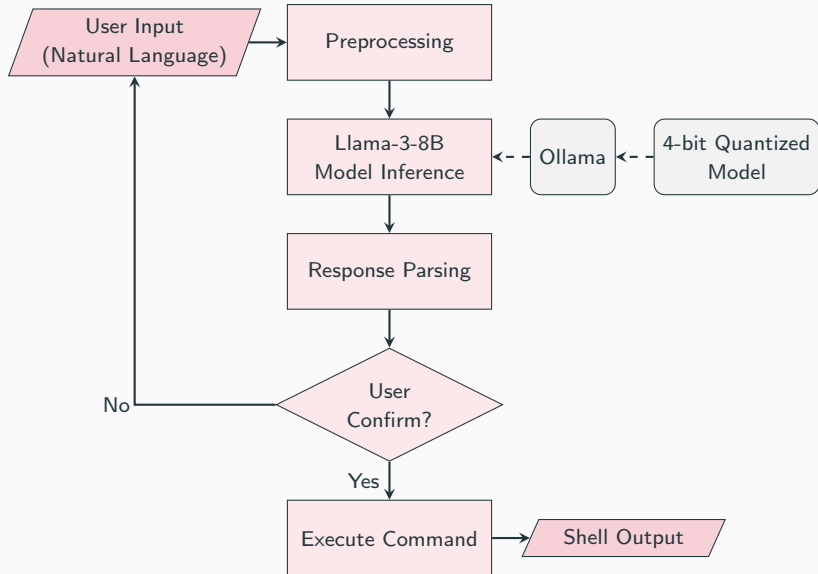 User Input
(Natural Language)
Preprocessing
Llama-3-8B
Model Inference
Ollama
4-bit Quantized
Model
Response Parsing
User
Confirm?
No
Yes
Execute Command
Shell Output